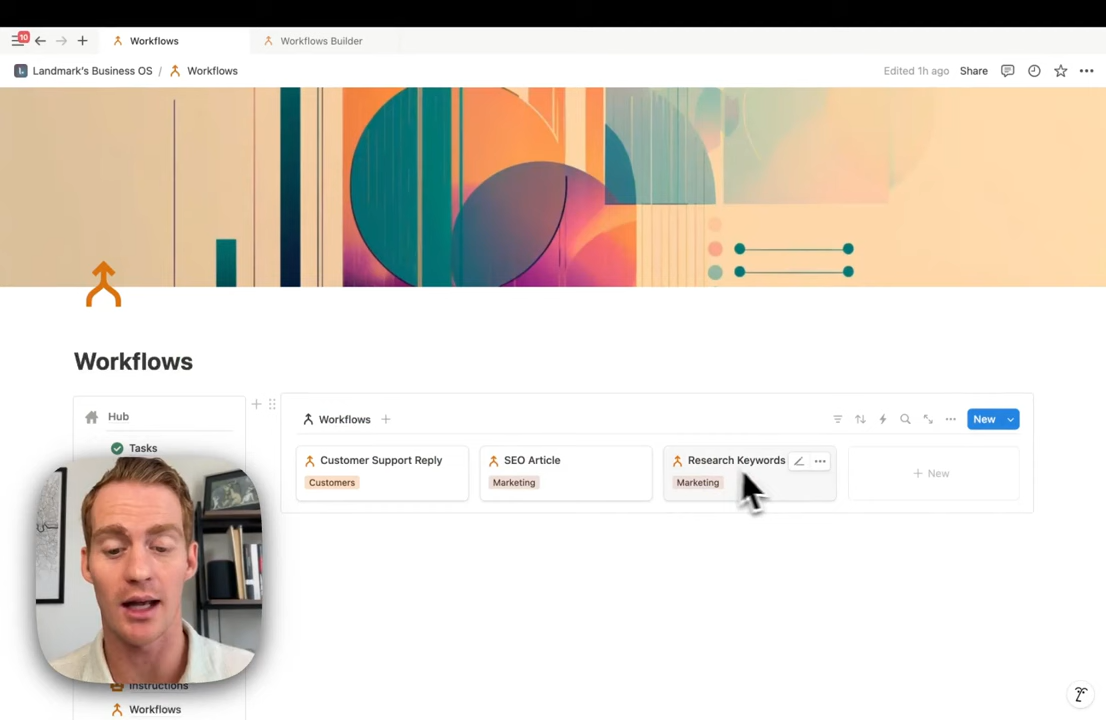 10
Workflows
Workflows Builder
Landmark's Business OS / Workflows
Edited 1h ago Share
Workflows
Hub
Tasks
Instructions
Workflows
Workflows
New
Customer Support Reply
Customers
SEO Article
Marketing
Research Keywords
Marketing
New